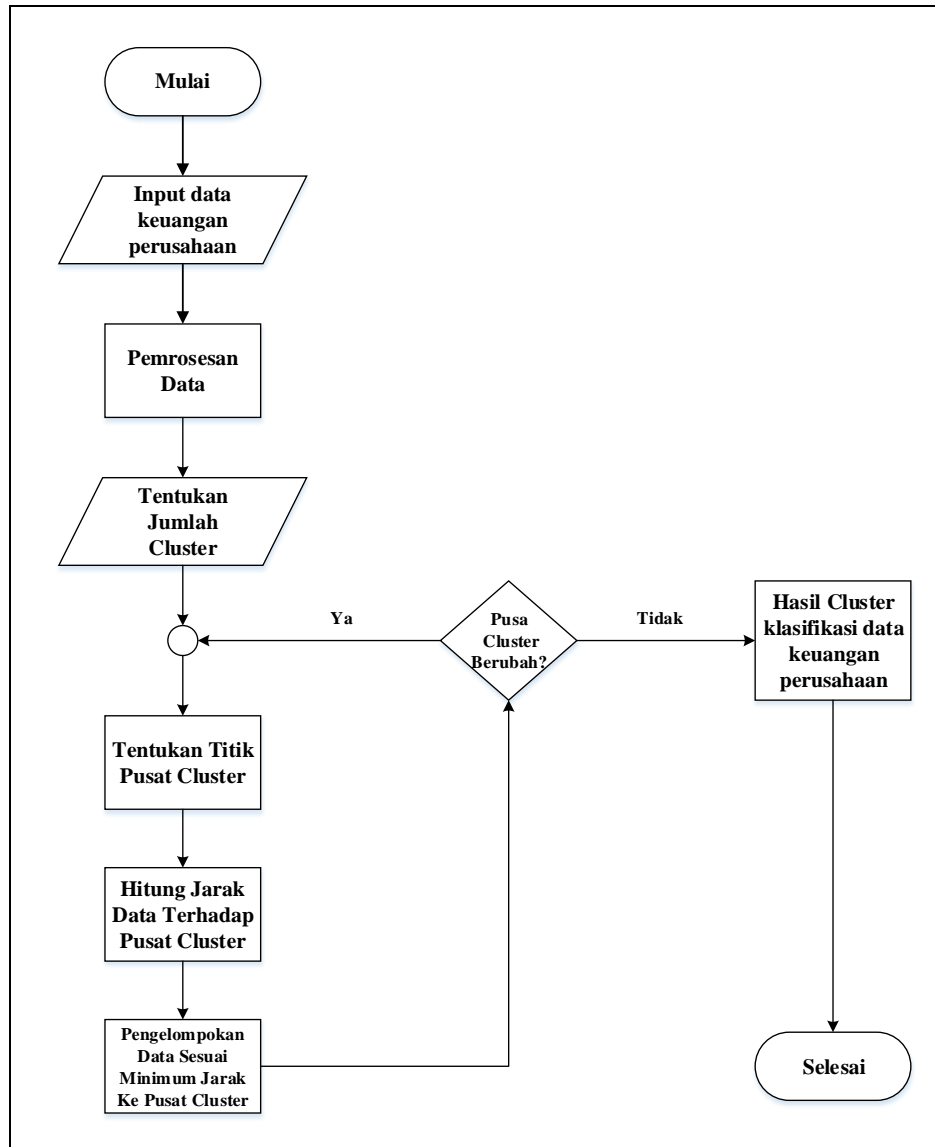 Mulai
Input data
keuangan
perusahaan
Pemrosesan
Data
Tentukan
Jumlah
Cluster
Tentukan Titik
Pusat Cluster
Hitung Jarak
Data Terhadap
Pusat Cluster
Pengelompokan
Data Sesuai
Minimum Jarak
Ke Pusat Cluster
Pusa
Cluster
Berubah?
Ya
Tidak
Hasil Cluster
klasifikasi data
keuangan
perusahaan
Selesai